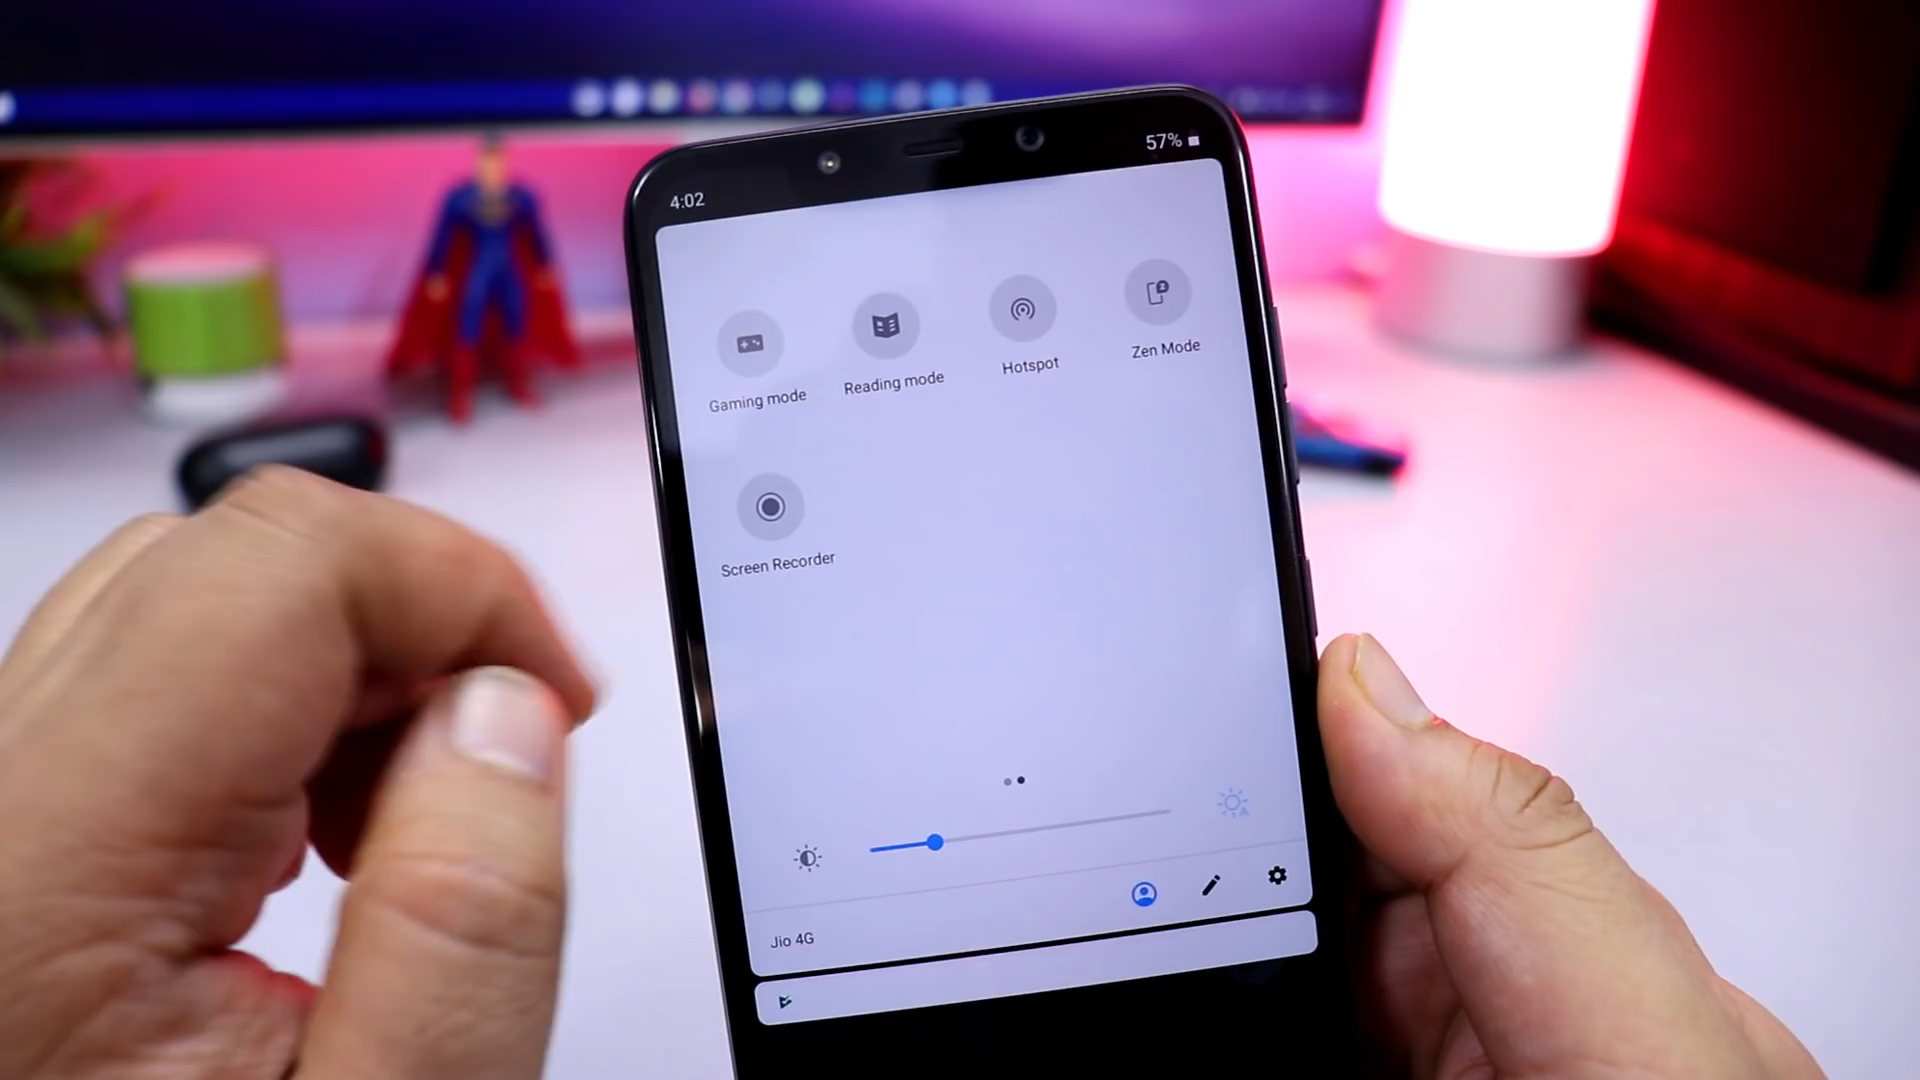 4:02
57%
Gaming mode
Reading mode
Hotspot
Zen Mode
Screen Recorder
Jio 4G